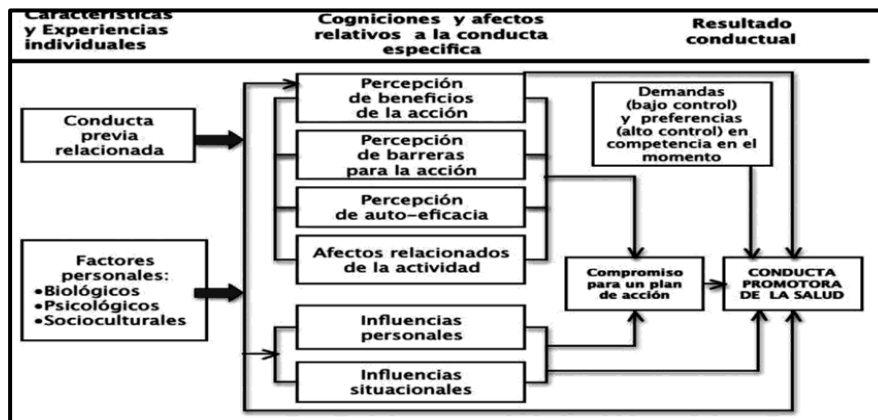 Características
y Experiencias
individuales
Cogniciones y afectos
relativos a la conducta
especifica
Resultado
conductual
Conducta
previa
relacionada
Factores
personales:
•Biológicos
•Psicológicos
•Socioculturales
Percepción
de beneficios
de la acción
Percepción
de barreras
para la acción
Percepción
de auto-eficacia
Afectos relacionados
de la actividad
Influencias
personales
Influencias
situacionales
Demandas
(bajo control)
y preferencias
(alto control) en
competencia en el
momento
Compromiso
para un plan
de acción
CONDUCTA
PROMOTORA
DE LA SALUD